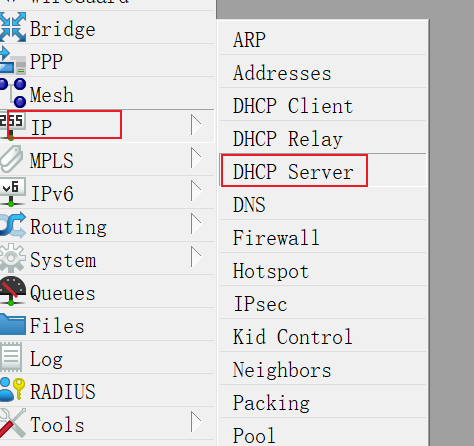 WireGuard
Bridge
PPP
Mesh
255
IP
MPLS
v6
IPv6
Routing
System
Queues
Files
Log
RADIUS
Tools
ARP
Addresses
DHCP Client
DHCP Relay
DHCP Server
DNS
Firewall
Hotspot
IPsec
Kid Control
Neighbors
Packing
Pool